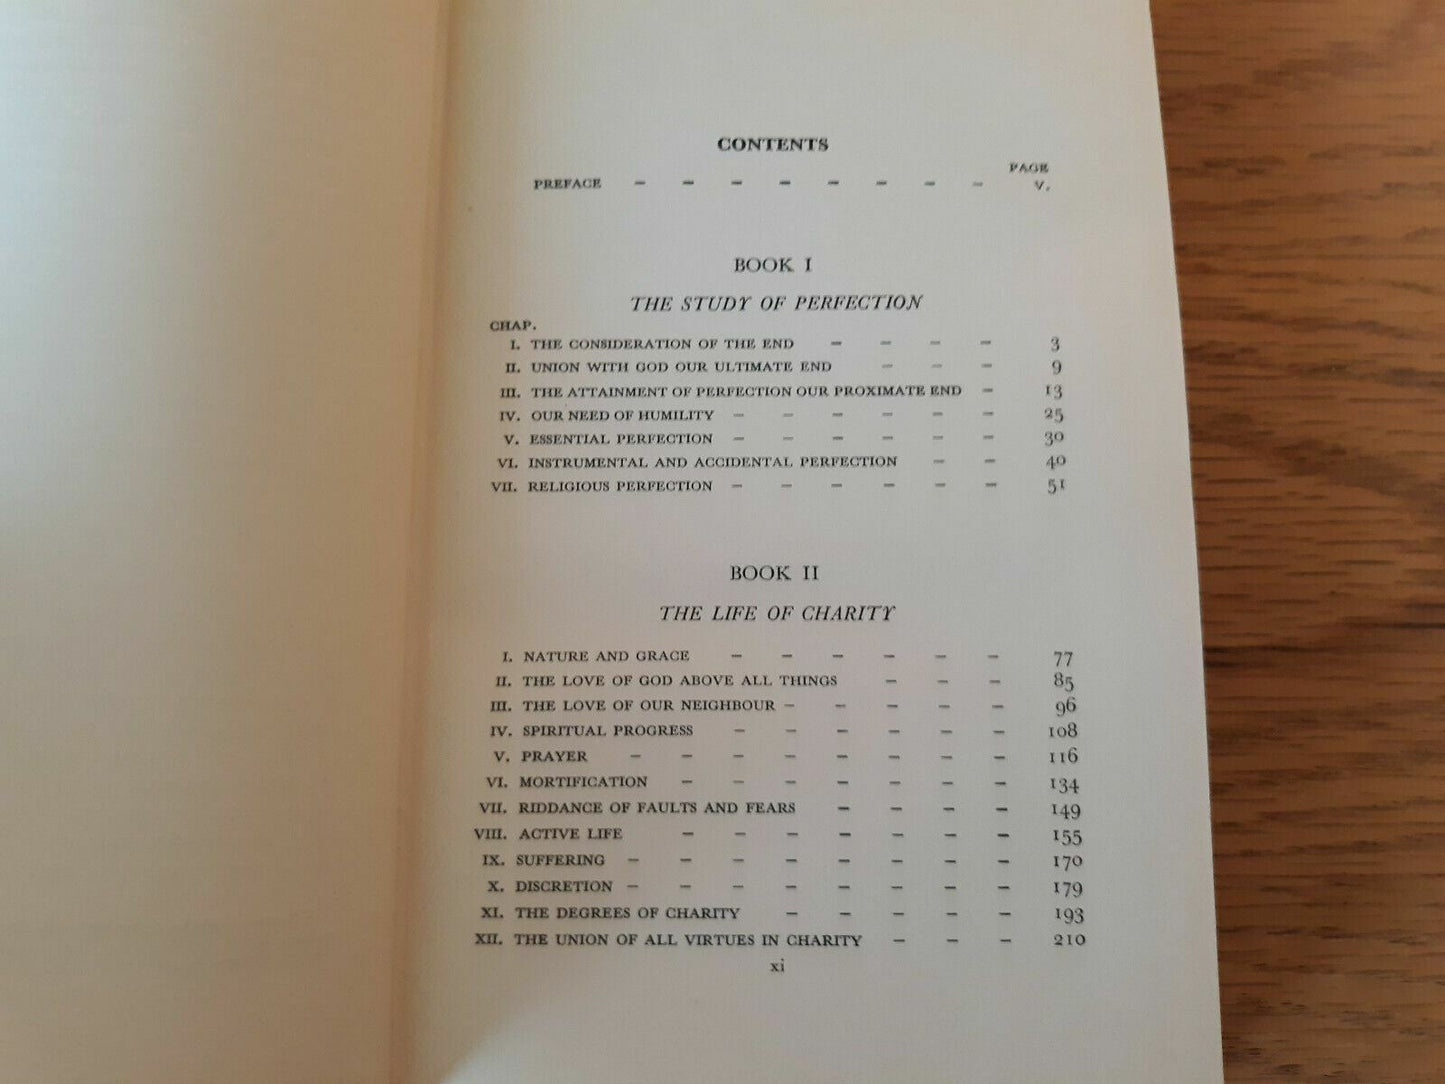 CONTENTS
PAGE
PREFACE - - - - - - - - V.
BOOK I
THE STUDY OF PERFECTION
CHAP.
I. THE CONSIDERATION OF THE END - - - - 3
II. UNION WITH GOD OUR ULTIMATE END - - - 9
III. THE ATTAINMENT OF PERFECTION OUR PROXIMATE END - 13
IV. OUR NEED OF HUMILITY - - - - - - 25
V. ESSENTIAL PERFECTION - - - - - - 30
VI. INSTRUMENTAL AND ACCIDENTAL PERFECTION - - 40
VII. RELIGIOUS PERFECTION - - - - - - 51
BOOK II
THE LIFE OF CHARITY
I. NATURE AND GRACE - - - - - - 77
II. THE LOVE OF GOD ABOVE ALL THINGS - - - 85
III. THE LOVE OF OUR NEIGHBOUR - - - - - 96
IV. SPIRITUAL PROGRESS - - - - - - 108
V. PRAYER - - - - - - - - 116
VI. MORTIFICATION - - - - - - - 134
VII. RIDDANCE OF FAULTS AND FEARS - - - - 149
VIII. ACTIVE LIFE - - - - - - - 155
IX. SUFFERING - - - - - - - - 170
X. DISCRETION - - - - - - - - 179
XI. THE DEGREES OF CHARITY - - - - - 193
XII. THE UNION OF ALL VIRTUES IN CHARITY - - - 210
xi